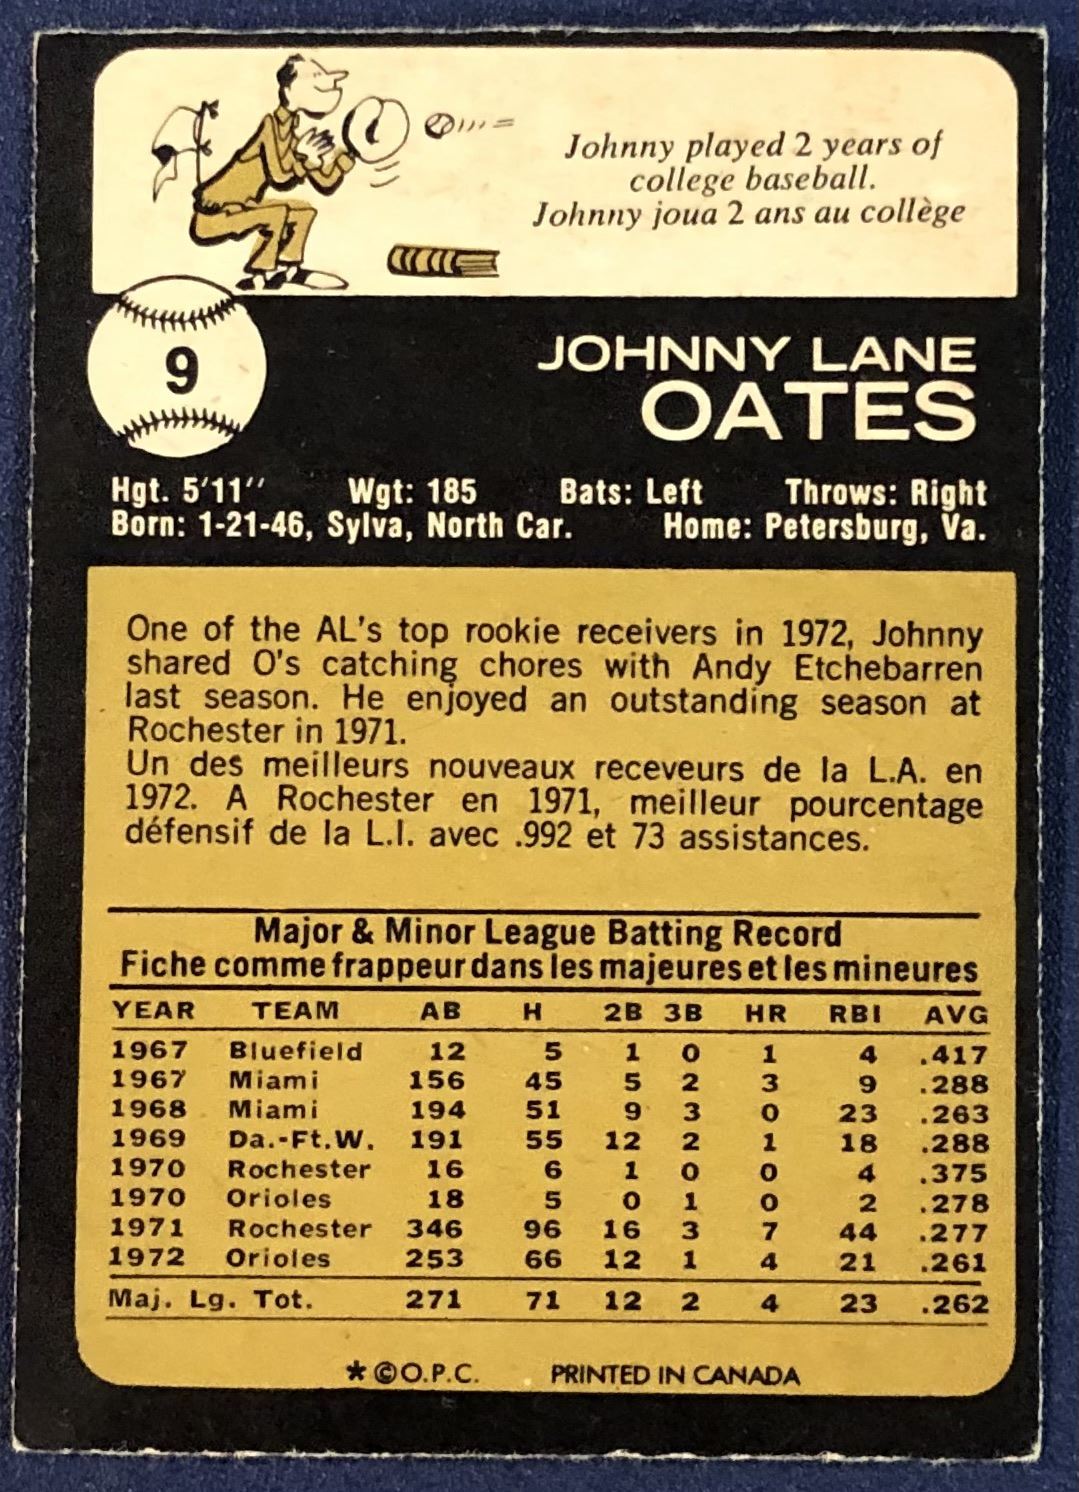 Johnny played 2 years of
college baseball.
Johnny joua 2 ans au collège
9
JOHNNY LANE
OATES
Hgt. 5'11'' Wgt: 185 Bats: Left Throws: Right
Born: 1-21-46, Sylva, North Car. Home: Petersburg, Va.
One of the AL's top rookie receivers in 1972, Johnny
shared O's catching chores with Andy Etchebarren
last season. He enjoyed an outstanding season at
Rochester in 1971.
Un des meilleurs nouveaux receveurs de la L.A. en
1972. A Rochester en 1971, meilleur pourcentage
défensif de la L.I. avec .992 et 73 assistances.
Major & Minor League Batting Record
Fiche comme frappeur dans les majeures et les mineures
YEAR TEAM AB H 2B 3B HR RBI AVG
1967 Bluefield 12 5 1 0 1 4 .417
1967 Miami 156 45 5 2 3 9 .288
1968 Miami 194 51 9 3 0 23 .263
1969 Da.-Ft.W. 191 55 12 2 1 18 .288
1970 Rochester 16 6 1 0 0 4 .375
1970 Orioles 18 5 0 1 0 2 .278
1971 Rochester 346 96 16 3 7 44 .277
1972 Orioles 253 66 12 1 4 21 .261
Maj. Lg. Tot. 271 71 12 2 4 23 .262
* ©O.P.C. PRINTED IN CANADA